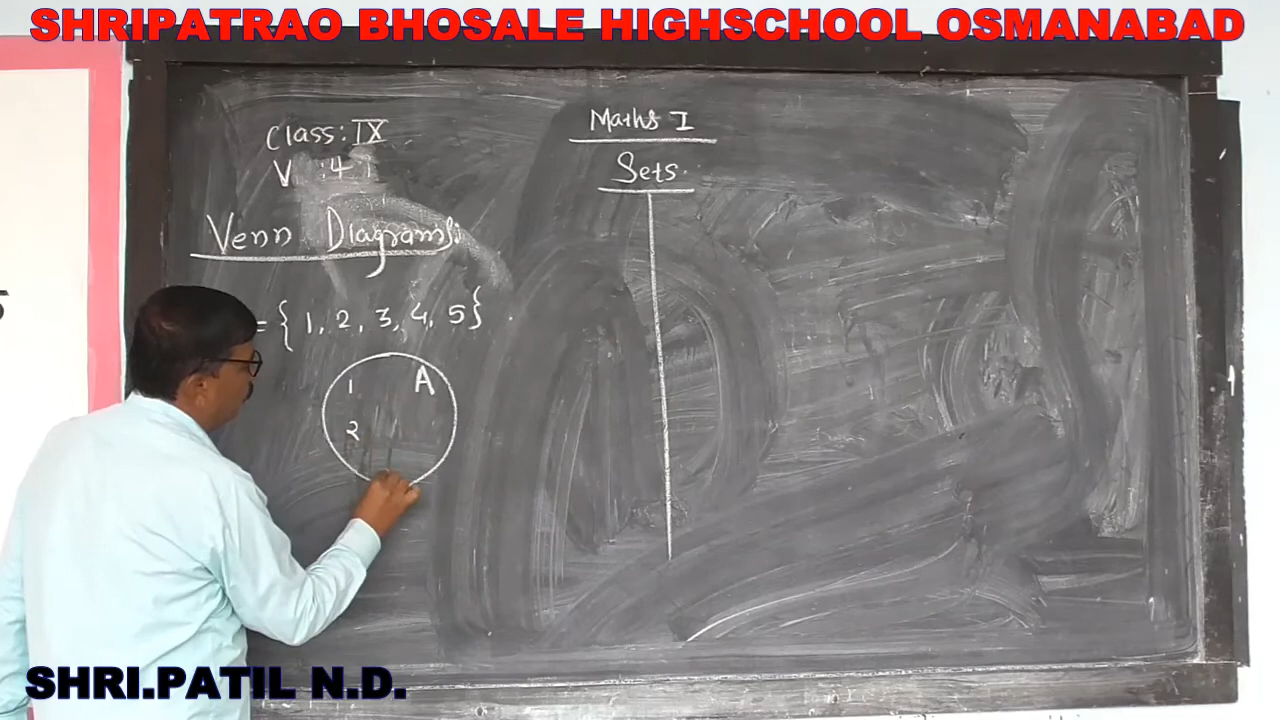 SHRIPATRAO BHOSALE HIGHSCHOOL OSMANABAD
Maths I
Class: IX
Sets.
V :4
Venn Diagrams:
= { 1, 2, 3, 4, 5 } .
1 A
2
SHRI.PATIL N.D.